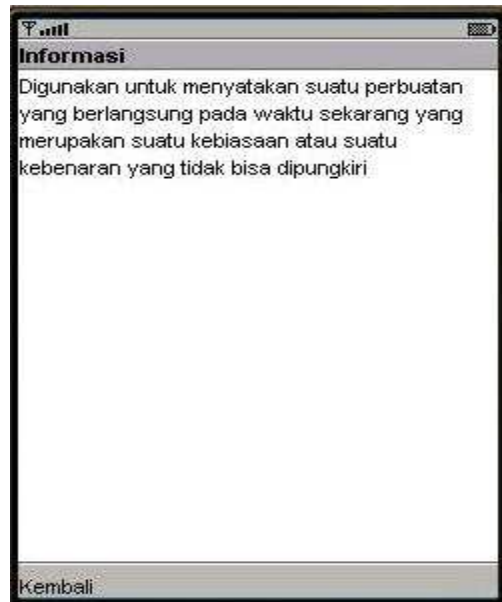 Informasi
Digunakan untuk menyatakan suatu perbuatan
yang berlangsung pada waktu sekarang yang
merupakan suatu kebiasaan atau suatu
kebenaran yang tidak bisa dipungkiri
Kembali